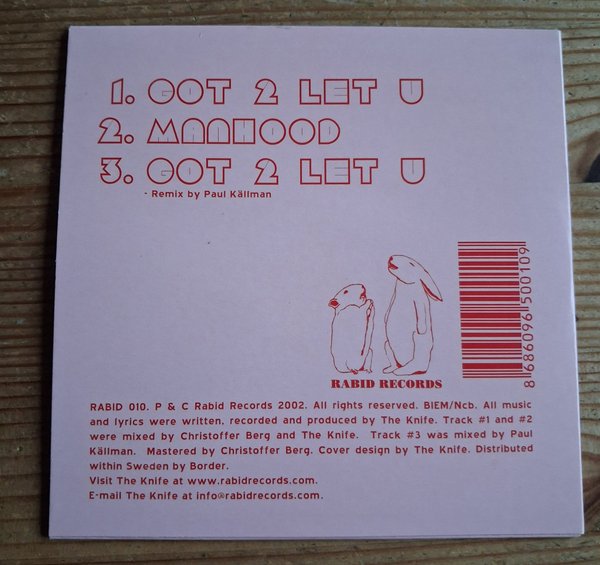 1. GOT 2 LET U
2. MANHOOD
3. GOT 2 LET U
- Remix by Paul Källman
RABID RECORDS
8 686096 500109
RABID 010. P & C Rabid Records 2002. All rights reserved. BIEM/Ncb. All music
and lyrics were written, recorded and produced by The Knife. Track #1 and #2
were mixed by Christoffer Berg and The Knife. Track #3 was mixed by Paul
Källman. Mastered by Christoffer Berg. Cover design by The Knife. Distributed
within Sweden by Border.
Visit The Knife at www.rabidrecords.com.
E-mail The Knife at info@rabidrecords.com.